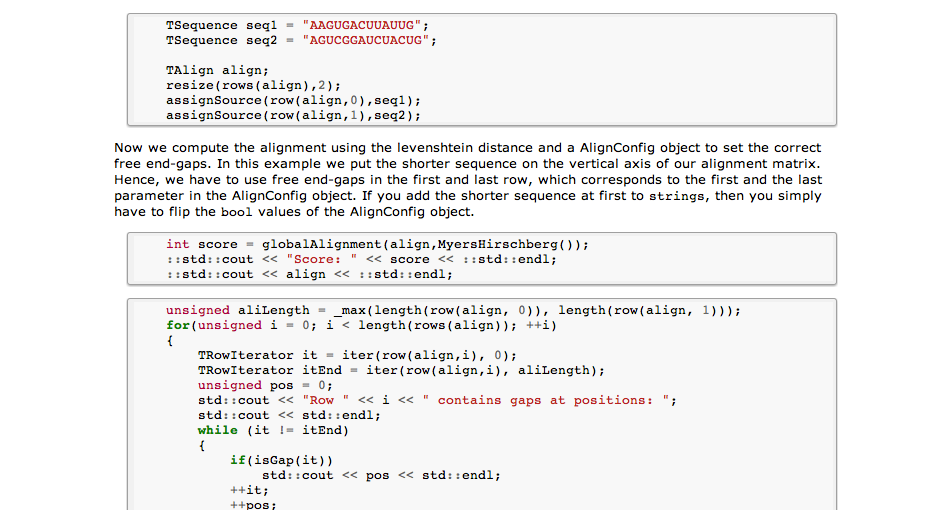 TSequence seq1 = "AAGUGACUUAUUG";
TSequence seq2 = "AGUCGGAUCUACUG";
TAlign align;
resize(rows(align),2);
assignSource(row(align,0),seq1);
assignSource(row(align,1),seq2);
Now we compute the alignment using the levenshtein distance and a AlignConfig object to set the correct
free end-gaps. In this example we put the shorter sequence on the vertical axis of our alignment matrix.
Hence, we have to use free end-gaps in the first and last row, which corresponds to the first and the last
parameter in the AlignConfig object. If you add the shorter sequence at first to strings, then you simply
have to flip the bool values of the AlignConfig object.
int score = globalAlignment(align,MyersHirschberg());
::std::cout << "Score: " << score << ::std::endl;
::std::cout << align << ::std::endl;
unsigned aliLength = _max(length(row(align, 0)), length(row(align, 1)));
for(unsigned i = 0; i < length(rows(align)); ++i)
{
TRowIterator it = iter(row(align,i), 0);
TRowIterator itEnd = iter(row(align,i), aliLength);
unsigned pos = 0;
std::cout << "Row " << i << " contains gaps at positions: ";
std::cout << std::endl;
while (it != itEnd)
{
if(isGap(it))
std::cout << pos << std::endl;
++it;
++pos;